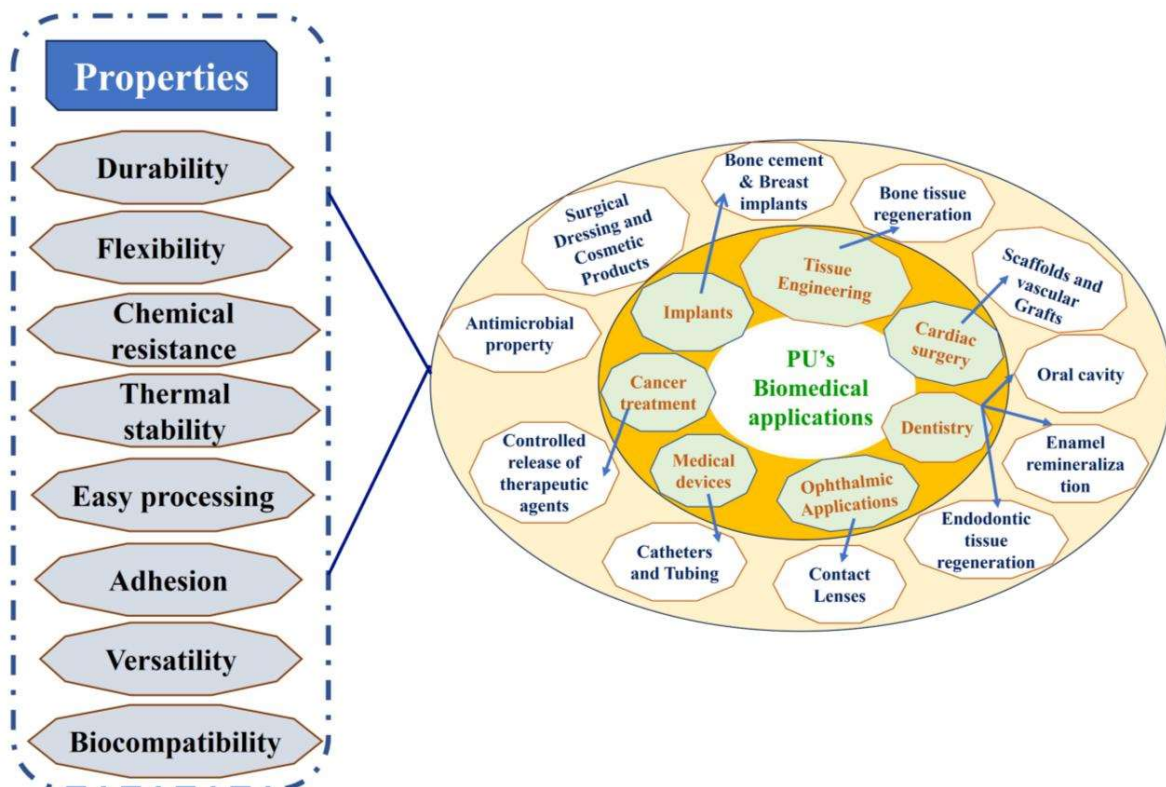 Properties
Durability
Flexibility
Chemical
resistance
Thermal
stability
Easy processing
Adhesion
Versatility
Biocompatibility
Bone cement
& Breast
implants
Bone tissue
regeneration
Surgical
Dressing and
Cosmetic
Products
Scaffolds and
vascular
Grafts
Tissue
Engineering
Implants
Cardiac
surgery
Antimicrobial
property
PU's
Biomedical
applications
Oral cavity
Cancer
treatment
Dentistry
Controlled
release of
therapeutic
agents
Medical
devices
Ophthalmic
Applications
Enamel
remineraliza
tion
Endodontic
tissue
regeneration
Catheters
and Tubing
Contact
Lenses